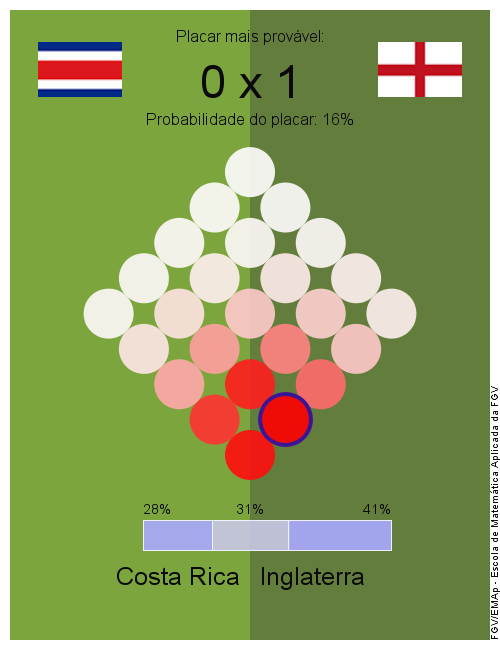 Placar mais provável:
0 x 1
Probabilidade do placar: 16%
28%
31%
41%
Costa Rica
Inglaterra
FGV/EMAp - Escola de Matemática Aplicada da FGV